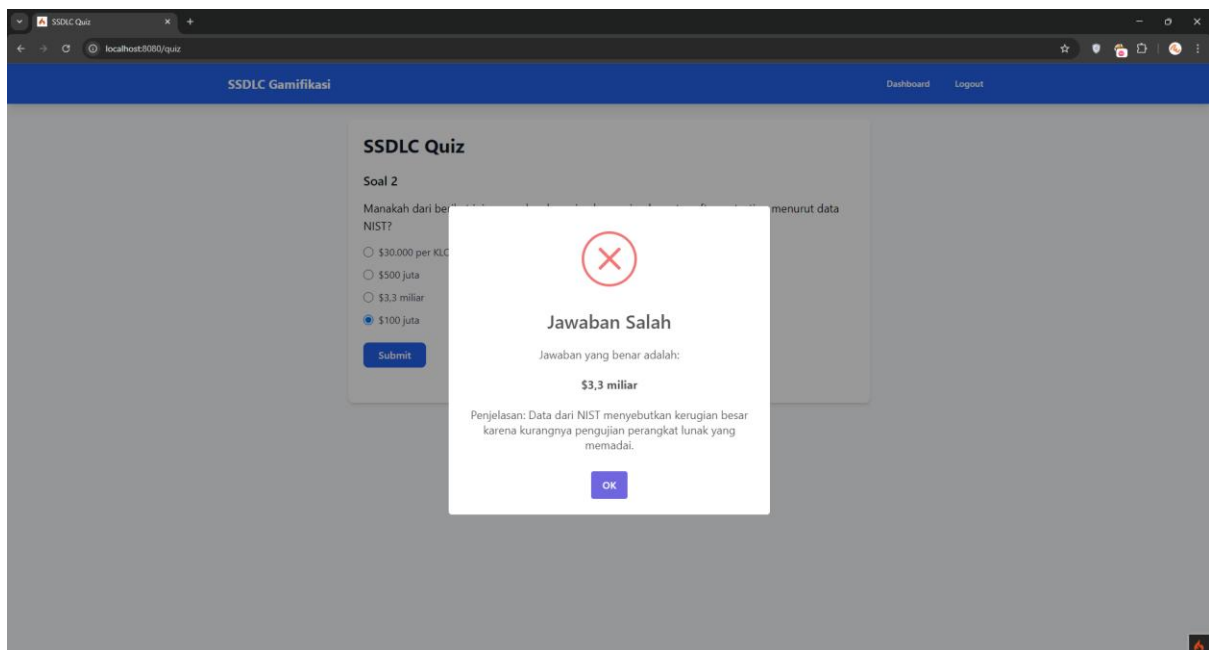 SSDLC Quiz
localhost:8080/quiz
SSDLC Gamifikasi
Dashboard
Logout
SSDLC Quiz
Soal 2
Manakah dari menurut data
NIST?
$30.000 per
$500 juta
$3,3 miliar
$100 juta
Submit
Jawaban Salah
Jawaban yang benar adalah:
$3,3 miliar
Penjelasan: Data dari NIST menyebutkan kerugian besar
karena kurangnya pengujian perangkat lunak yang
memadai.
OK